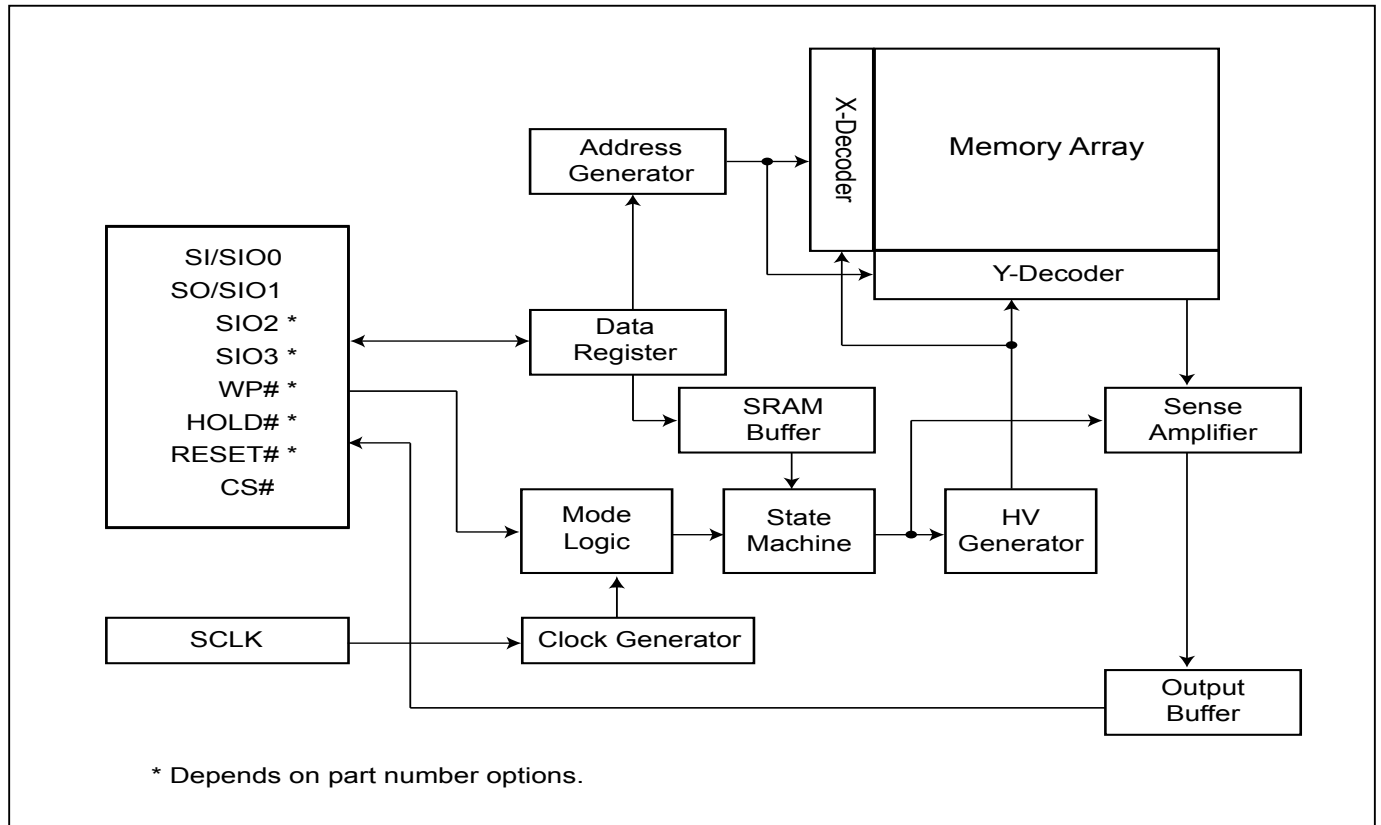 Address
Generator
X-Decoder
Memory Array
Y-Decoder
SI/SIO0
SO/SIO1
SIO2 *
SIO3 *
WP# *
HOLD# *
RESET# *
CS#
Data
Register
SRAM
Buffer
Sense
Amplifier
Mode
Logic
State
Machine
HV
Generator
SCLK
Clock Generator
Output
Buffer
* Depends on part number options.